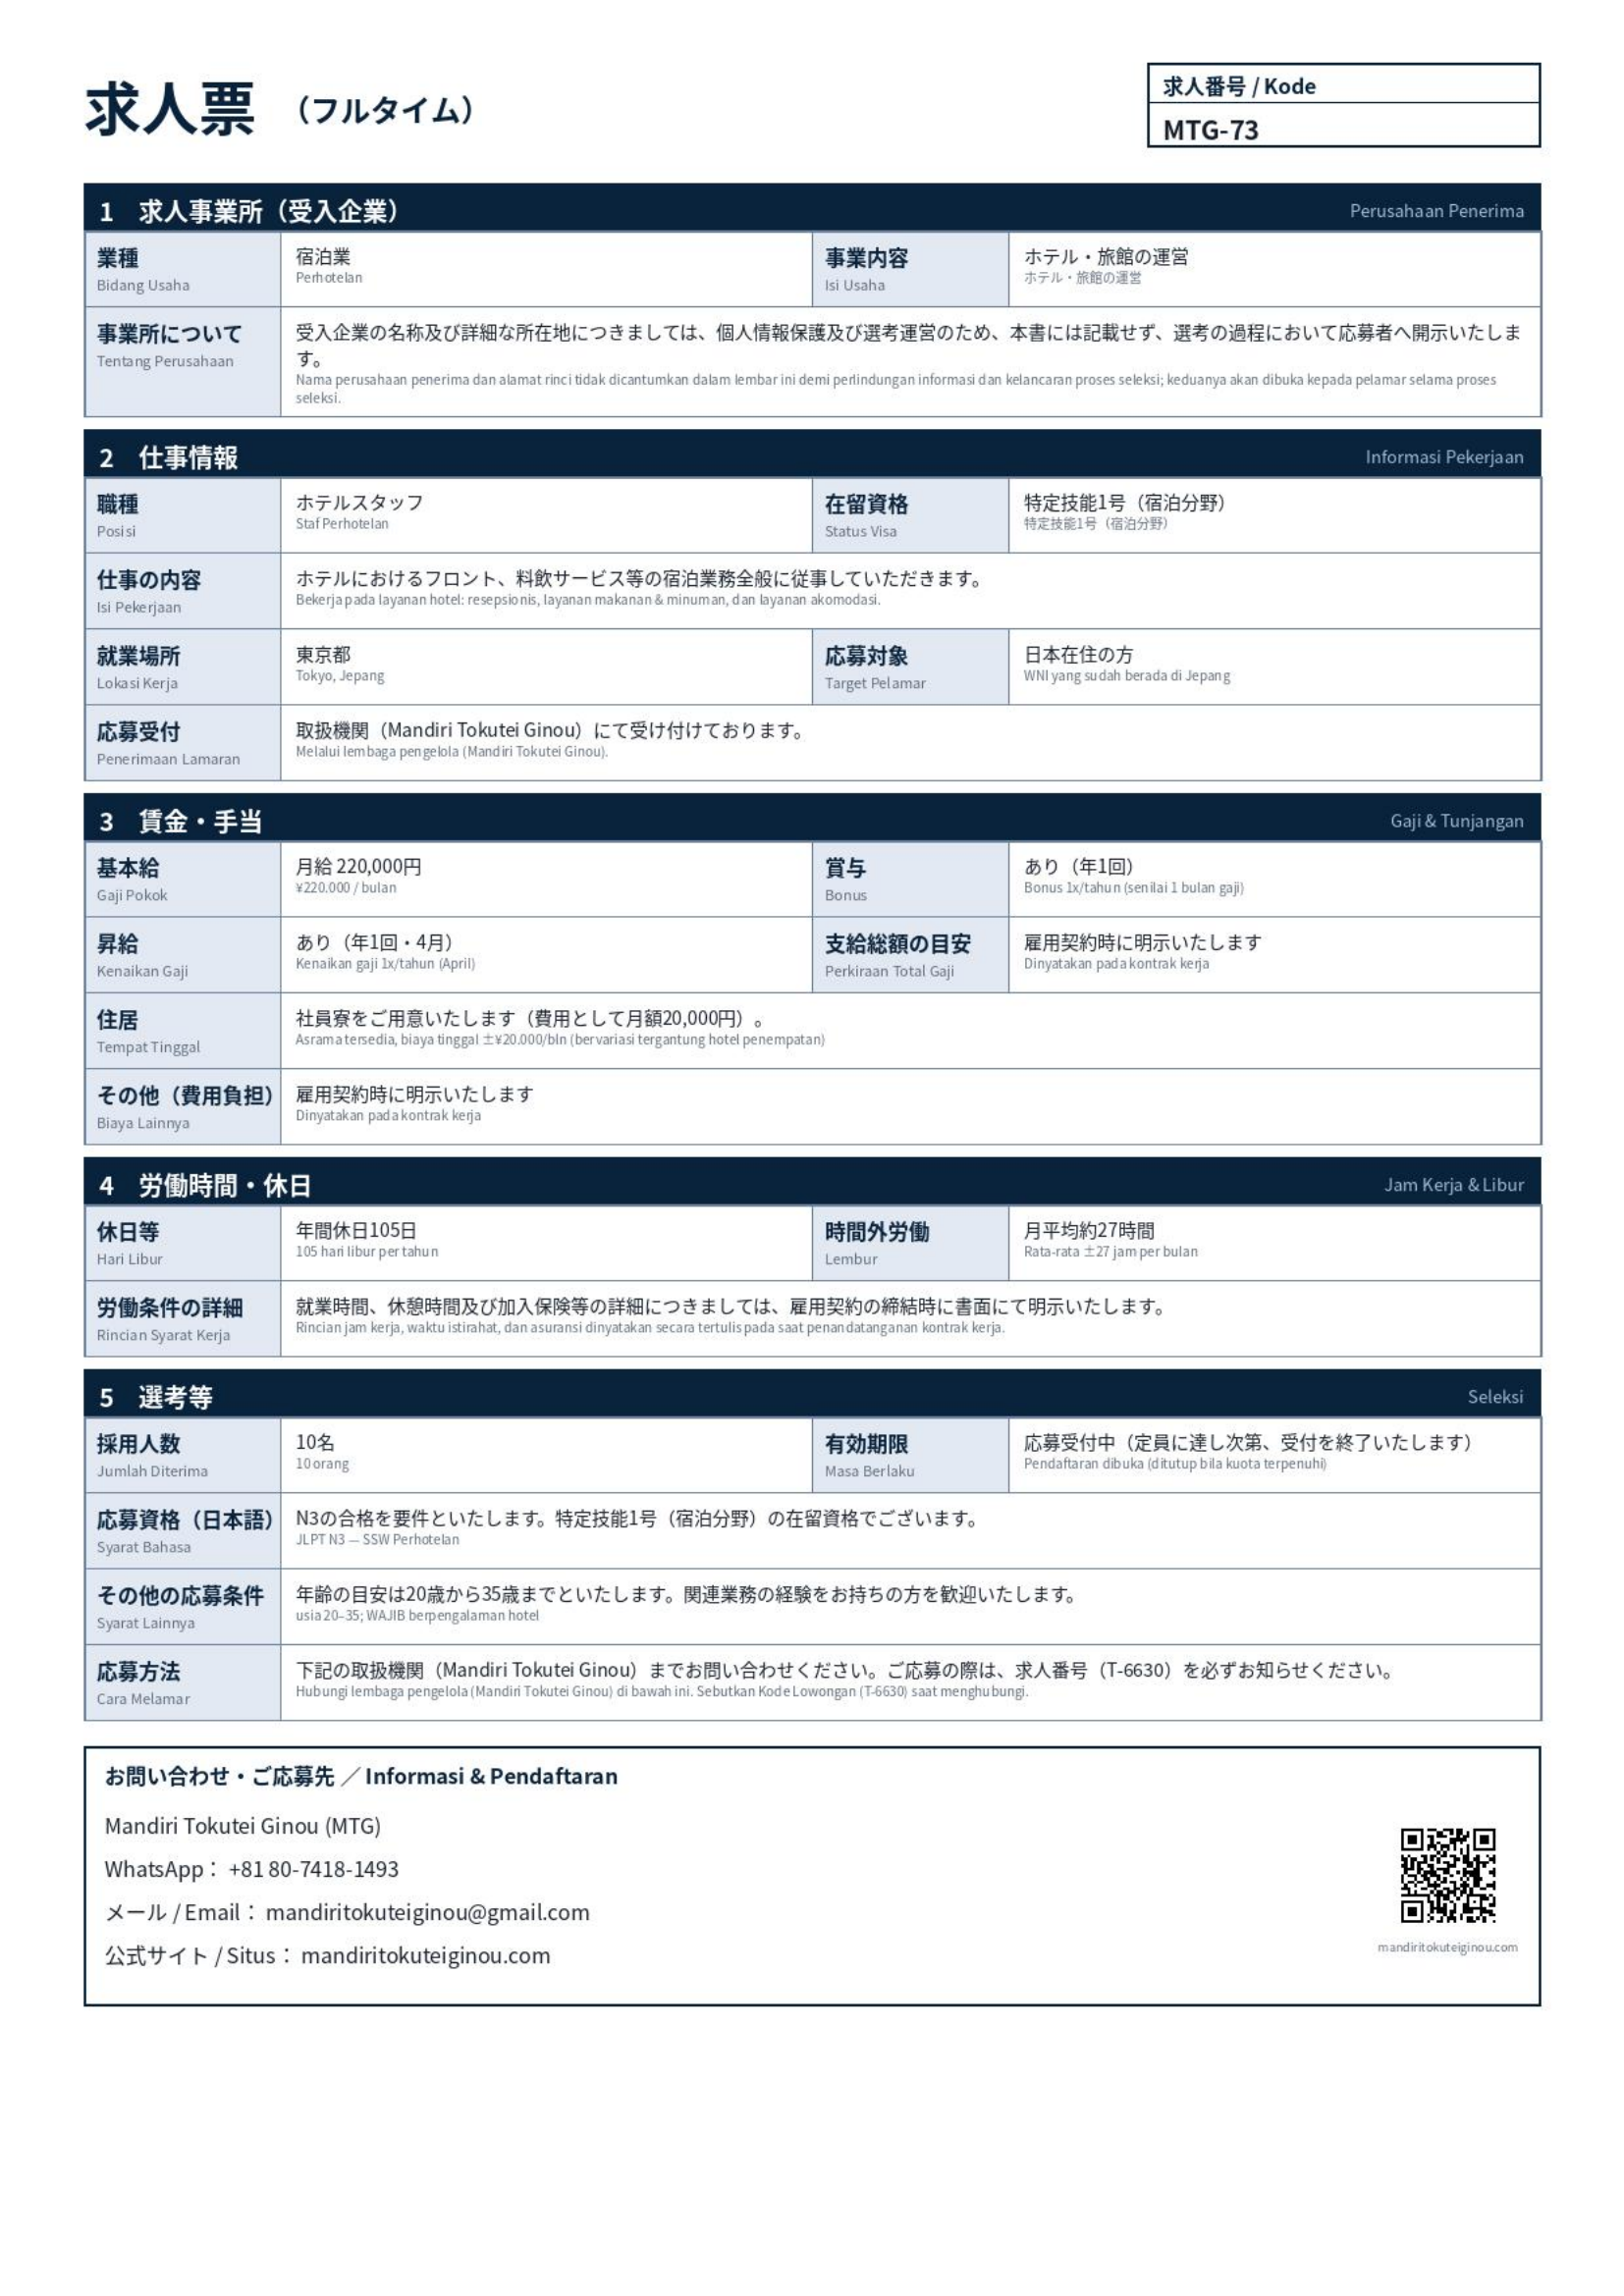 求人票 （フルタイム）
求人番号 / Kode
MTG-73
1 求人事業所（受入企業） Perusahaan Penerima
業種 宿泊業 事業内容 ホテル・旅館の運営
Bidang Usaha Perhotelan Isi Usaha ホテル・旅館の運営
事業所について 受入企業の名称及び詳細な所在地につきましては、個人情報保護及び選考運営のため、本書には記載せず、選考の過程において応募者へ開示いたしま
す。
Tentang Perusahaan
Nama perusahaan penerima dan alamat rinci tidak dicantumkan dalam lembar ini demi perlindungan informasi dan kelancaran proses seleksi; keduanya akan dibuka kepada pelamar selama proses
seleksi.
2 仕事情報 Informasi Pekerjaan
職種 ホテルスタッフ 在留資格 特定技能1号（宿泊分野）
Posisi Staf Perhotelan Status Visa 特定技能1号（宿泊分野）
仕事の内容 ホテルにおけるフロント、料飲サービス等の宿泊業務全般に従事していただきます。
Isi Pekerjaan Bekerja pada layanan hotel: resepsionis, layanan makanan & minuman, dan layanan akomodasi.
就業場所 東京都 応募対象 日本在住の方
Lokasi Kerja Tokyo, Jepang Target Pelamar WNI yang sudah berada di Jepang
応募受付 取扱機関（Mandiri Tokutei Ginou）にて受け付けております。
Penerimaan Lamaran Melalui lembaga pengelola (Mandiri Tokutei Ginou).
3 賃金・手当 Gaji & Tunjangan
基本給 月給 220,000円 賞与 あり（年1回）
Gaji Pokok ¥220.000 / bulan Bonus Bonus 1x/tahun (senilai 1 bulan gaji)
昇給 あり（年1回・4月） 支給総額の目安 雇用契約時に明示いたします
Kenaikan Gaji Kenaikan gaji 1x/tahun (April) Perkiraan Total Gaji Dinyatakan pada kontrak kerja
住居 社員寮をご用意いたします（費用として月額20,000円）。
Tempat Tinggal Asrama tersedia, biaya tinggal ±¥20.000/bln (bervariasi tergantung hotel penempatan)
その他（費用負担） 雇用契約時に明示いたします
Biaya Lainnya Dinyatakan pada kontrak kerja
4 労働時間・休日 Jam Kerja & Libur
休日等 年間休日105日 時間外労働 月平均約27時間
Hari Libur 105 hari libur per tahun Lembur Rata-rata ±27 jam per bulan
労働条件の詳細 就業時間、休憩時間及び加入保険等の詳細につきましては、雇用契約の締結時に書面にて明示いたします。
Rincian Syarat Kerja Rincian jam kerja, waktu istirahat, dan asuransi dinyatakan secara tertulis pada saat penandatanganan kontrak kerja.
5 選考等 Seleksi
採用人数 10名 有効期限 応募受付中（定員に達し次第、受付を終了いたします）
Jumlah Diterima 10 orang Masa Berlaku Pendaftaran dibuka (ditutup bila kuota terpenuhi)
応募資格（日本語） N3の合格を要件といたします。特定技能1号（宿泊分野）の在留資格でございます。
Syarat Bahasa JLPT N3 — SSW Perhotelan
その他の応募条件 年齢の目安は20歳から35歳までといたします。関連業務の経験をお持ちの方を歓迎いたします。
Syarat Lainnya usia 20–35; WAJIB berpengalaman hotel
応募方法 下記の取扱機関（Mandiri Tokutei Ginou）までお問い合わせください。ご応募の際は、求人番号（T-6630）を必ずお知らせください。
Cara Melamar Hubungi lembaga pengelola (Mandiri Tokutei Ginou) di bawah ini. Sebutkan Kode Lowongan (T-6630) saat menghubungi.
お問い合わせ・ご応募先 ／ Informasi & Pendaftaran
Mandiri Tokutei Ginou (MTG)
WhatsApp： +81 80-7418-1493
メール / Email： mandiritokuteiginou@gmail.com
公式サイト / Situs： mandiritokuteiginou.com
mandiritokuteiginou.com